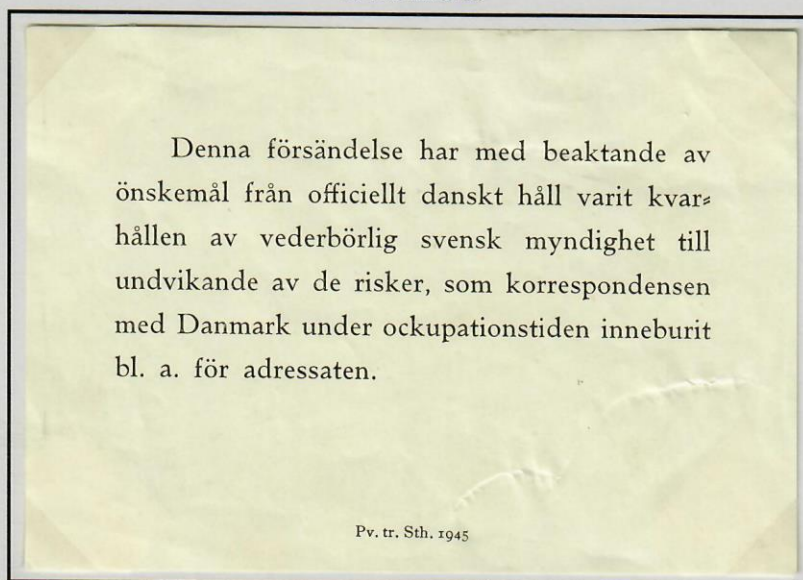 Denna försändelse har med beaktande av
önskemål från officiellt danskt håll varit kvar⸗
hållen av vederbörlig svensk myndighet till
undvikande av de risker, som korrespondensen
med Danmark under ockupationstiden inneburit
bl. a. för adressaten.
Pv. tr. Sth. 1945